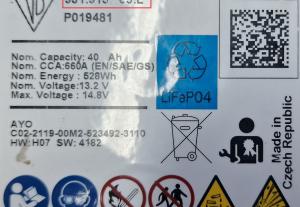 P019481
Nom. Capacity: 40 Ah
Nom. CCA:660A (EN/SAE/GS)
Nom. Energy : 528Wh
Nom. Voltage: 13.2 V
Max. Voltage : 14.8V
LiFePO4
AYO
C02-2119-00M2-523492-3110
HW: H07 SW: 4182
Made in
Czech Republic